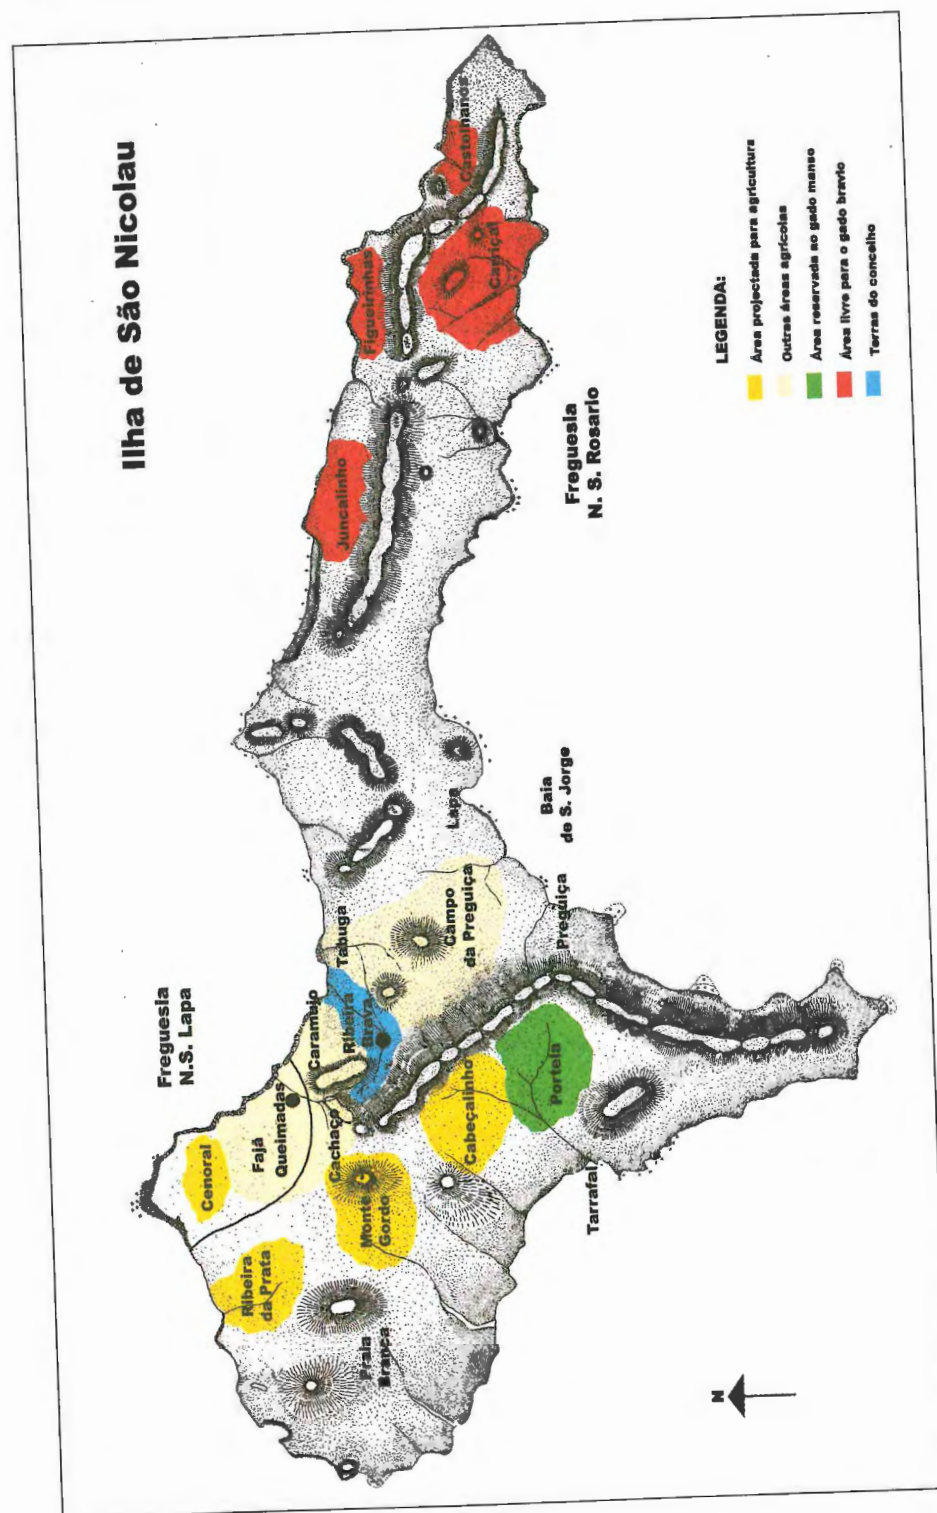 Ilha de São Nicolau
Freguesia
N.S. Lapa
Cenoral
Ribeira
da Prata
Fajá
Queimadas
Caramujo
Cachaço
Ribeira
Brava
Tabuga
Monte
Gordo
Praia
Branca
Cabeçalinho
Portela
Tarrafal
Campo
da Preguiça
Preguiça
Lapa
Baia
de S. Jorge
Juncalinho
Figueirinhas
Carriçal
Castolhanos
Freguesia
N. S. Rosario
LEGENDA:
Área projectada para agricultura
Outras áreas agrícolas
Área reservada ao gado manso
Área livre para o gado bravio
Terras do concelho
N